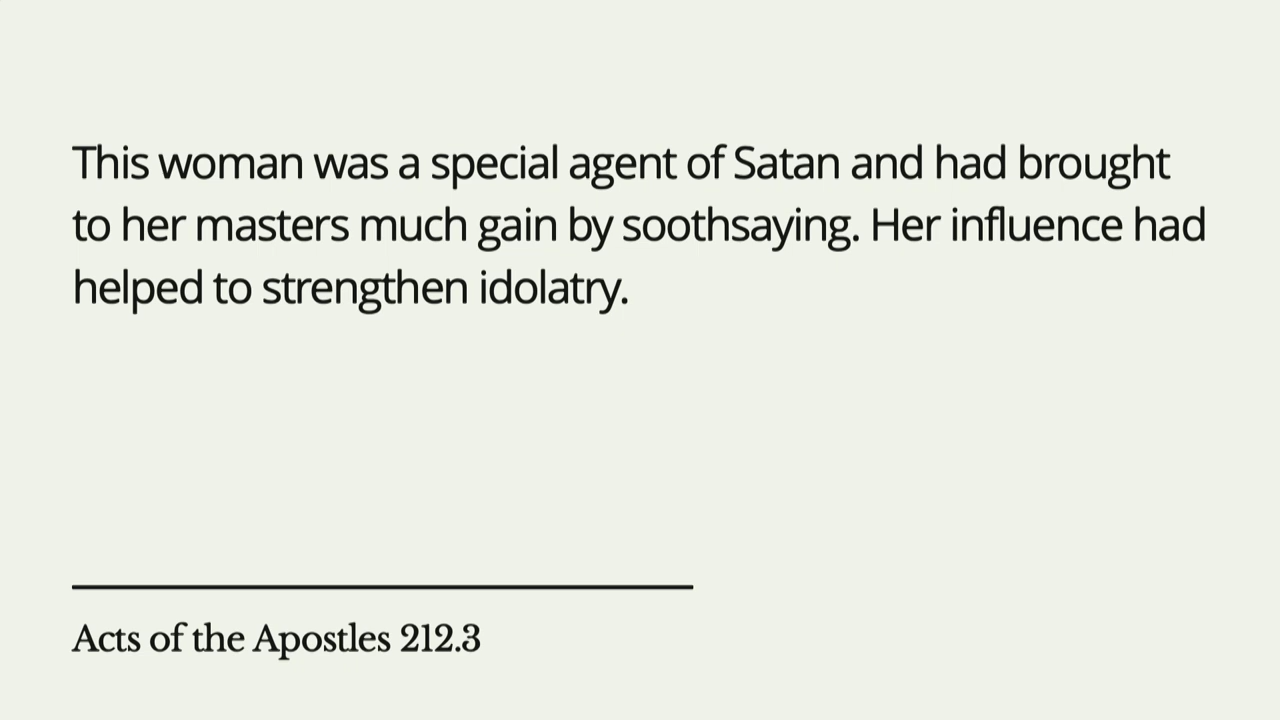 This woman was a special agent of Satan and had brought
to her masters much gain by soothsaying. Her influence had
helped to strengthen idolatry.
Acts of the Apostles 212.3